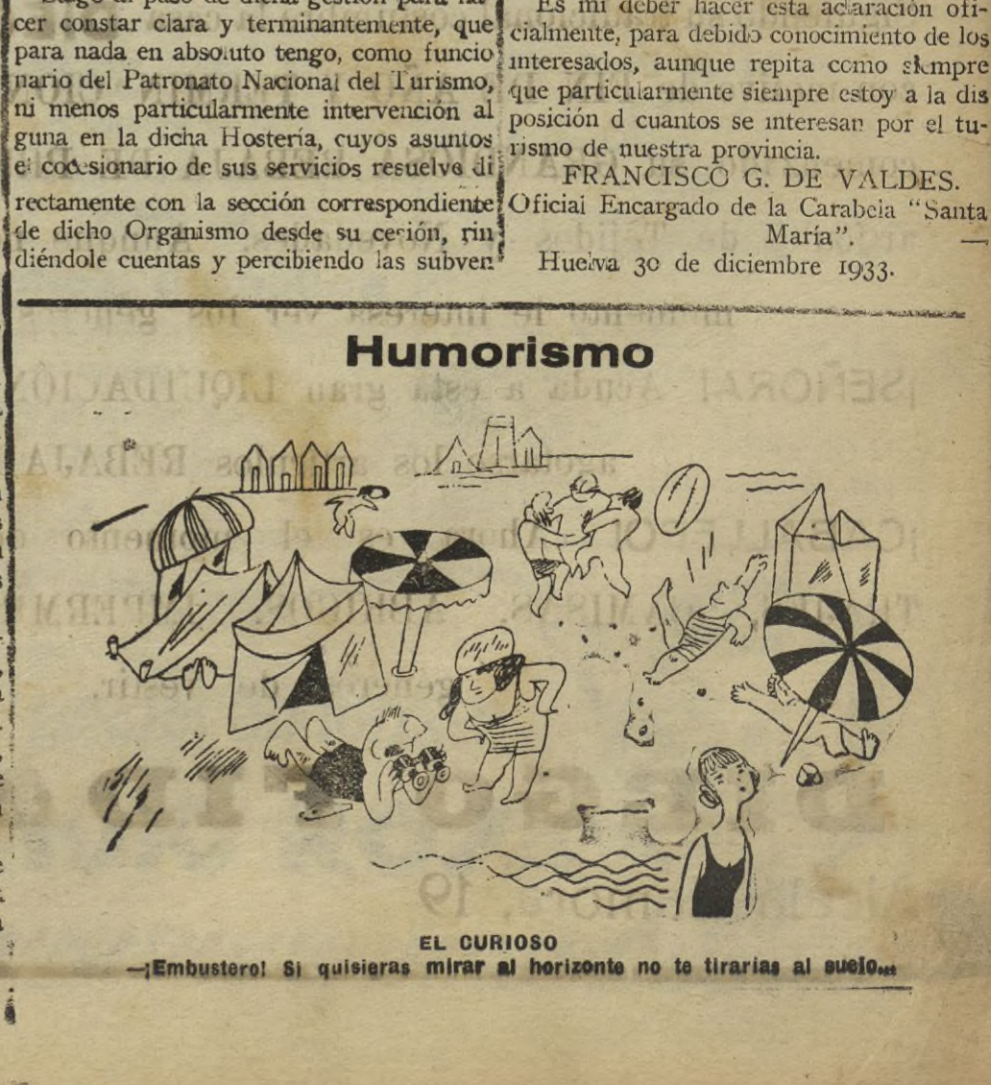 cer constar clara y terminantemente, que
para nada en absoluto tengo, como funcio
nario del Patronato Nacional del Turismo,
ni menos particularmente intervención al
guna en la dicha Hostería, cuyos asuntos
el cocesionario de sus servicios resuelve di
rectamente con la sección correspondiente
de dicho Organismo desde su cesión, rin
diéndole cuentas y percibiendo las subven
Es mi deber hacer esta aclaración ofi-
cialmente, para debido conocimiento de los
interesados, aunque repita como siempre
que particularmente siempre estoy a la dis
posición d cuantos se interesan por el tu-
rismo de nuestra provincia.
FRANCISCO G. DE VALDES.
Oficial Encargado de la Carabela "Santa
María".
Huelva 30 de diciembre 1933.
Humorismo
EL CURIOSO
—¡Embustero! Si quisieras mirar al horizonte no te tirarias al suelo...